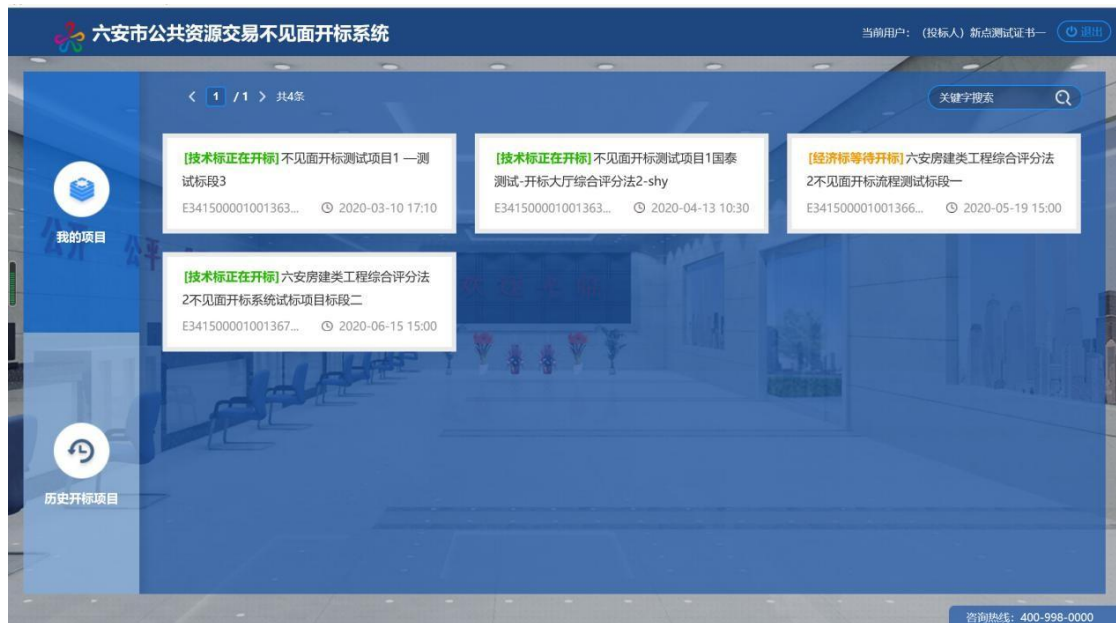 六安市公共资源交易不见面开标系统
当前用户：（投标人）新点测试证书一
退出
1 / 1 共4条
关键字搜索
我的项目
历史开标项目
[技术标正在开标]不见面开标测试项目1 —测
试标段3
E341500001001363... 2020-03-10 17:10
[技术标正在开标]不见面开标测试项目1国泰
测试-开标大厅综合评分法2-shy
E341500001001363... 2020-04-13 10:30
[经济标等待开标]六安房建类工程综合评分法
2不见面开标流程测试标段一
E341500001001366... 2020-05-19 15:00
[技术标正在开标]六安房建类工程综合评分法
2不见面开标系统试标项目标段二
E341500001001367... 2020-06-15 15:00
咨询热线：400-998-0000